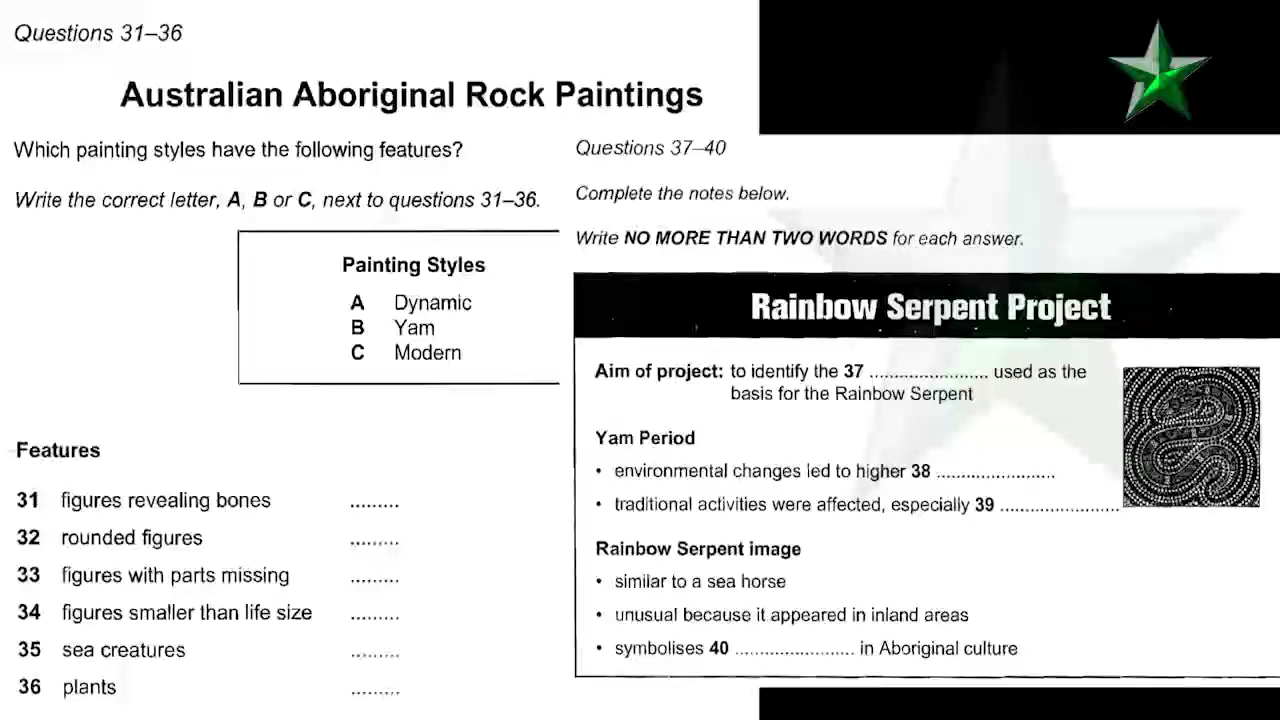 Questions 31–36
Australian Aboriginal Rock Paintings
Which painting styles have the following features?
Write the correct letter, A, B or C, next to questions 31–36.
Painting Styles
A Dynamic
B Yam
C Modern
Features
31 figures revealing bones .........
32 rounded figures .........
33 figures with parts missing .........
34 figures smaller than life size .........
35 sea creatures .........
36 plants .........
Questions 37–40
Complete the notes below.
Write NO MORE THAN TWO WORDS for each answer.
Rainbow Serpent Project
Aim of project: to identify the 37 ...................... used as the
basis for the Rainbow Serpent
Yam Period
• environmental changes led to higher 38 ......................
• traditional activities were affected, especially 39 ......................
Rainbow Serpent image
• similar to a sea horse
• unusual because it appeared in inland areas
• symbolises 40 ...................... in Aboriginal culture